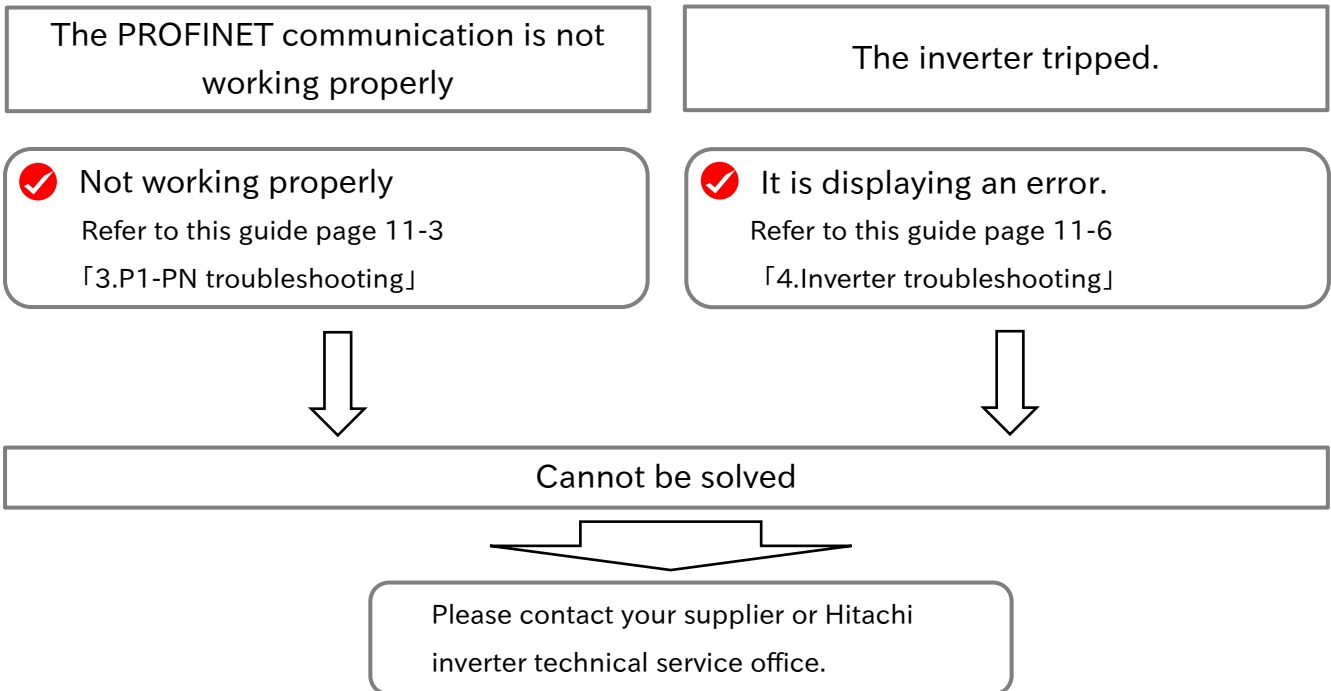 The PROFINET communication is not
working properly
The inverter tripped.
Not working properly
Refer to this guide page 11-3
「3.P1-PN troubleshooting」
It is displaying an error.
Refer to this guide page 11-6
「4.Inverter troubleshooting」
Cannot be solved
Please contact your supplier or Hitachi
inverter technical service office.